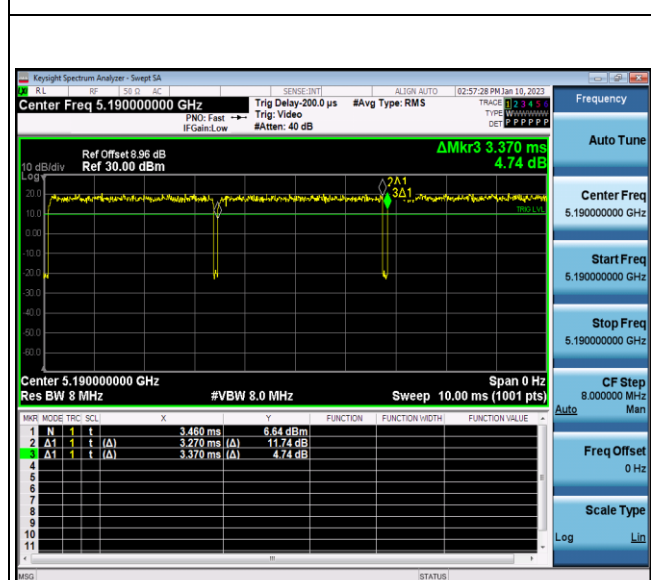 Keysight Spectrum Analyzer - Swept SA
RL RF 50 Ω AC SENSE:INT ALIGN AUTO 02:57:28 PM Jan 10, 2023
Center Freq 5.190000000 GHz
PNO: Fast
IFGain:Low
Trig Delay-200.0 µs
Trig: Video
#Atten: 40 dB
#Avg Type: RMS
TRACE 1 2 3 4 5 6
TYPE WWWWWW
DET P P P P P P
Frequency
Auto Tune
Center Freq
5.190000000 GHz
Start Freq
5.190000000 GHz
Stop Freq
5.190000000 GHz
CF Step
8.000000 MHz
Auto Man
Freq Offset
0 Hz
Scale Type
Log Lin
ΔMkr3 3.370 ms
4.74 dB
Ref Offset 8.96 dB
10 dB/div Ref 30.00 dBm
Log
20.0
10.0
0.00
-10.0
-20.0
-30.0
-40.0
-50.0
-60.0
2Δ1
3Δ1
TRIG LVL
Center 5.190000000 GHz Span 0 Hz
Res BW 8 MHz #VBW 8.0 MHz Sweep 10.00 ms (1001 pts)
MKR MODE TRC SCL X Y FUNCTION FUNCTION WIDTH FUNCTION VALUE
1 N 1 t 3.460 ms 6.64 dBm
2 Δ1 1 t (Δ) 3.270 ms (Δ) 11.74 dB
3 Δ1 1 t (Δ) 3.370 ms (Δ) 4.74 dB
4
5
6
7
8
9
10
11
MSG STATUS